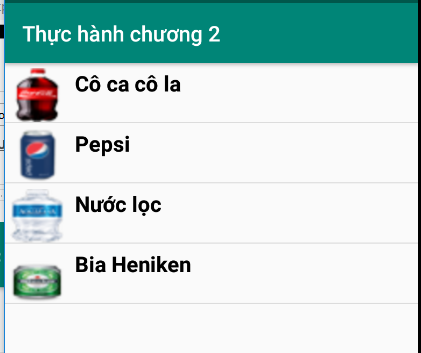 Thực hành chương 2
Cô ca cô la
Pepsi
Nước lọc
Bia Heniken